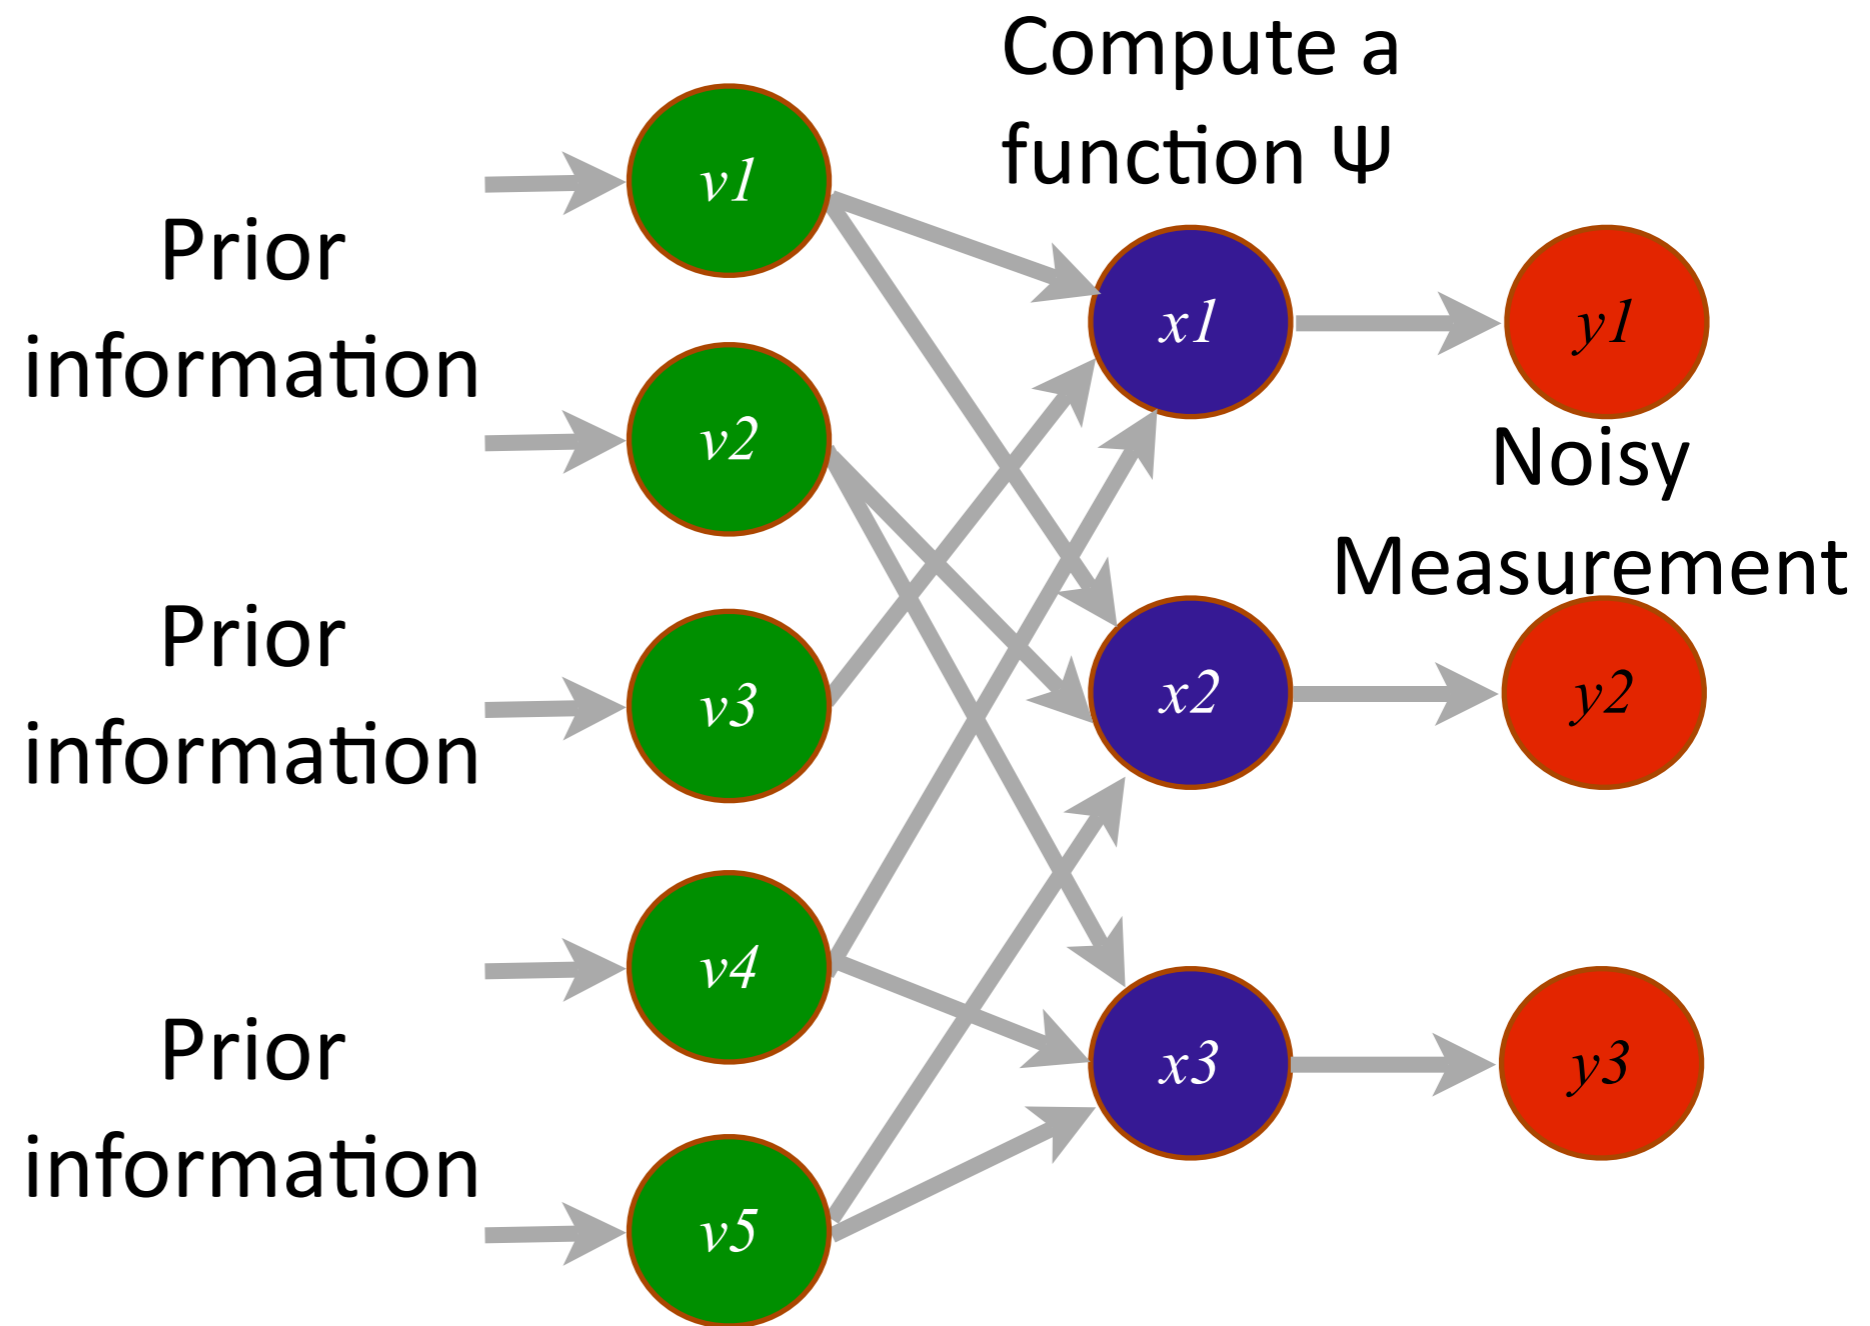 Compute a
function Ψ
Prior
information
v1
v2
x1
y1
Noisy
Measurement
Prior
information
v3
x2
y2
v4
Prior
information
x3
y3
v5